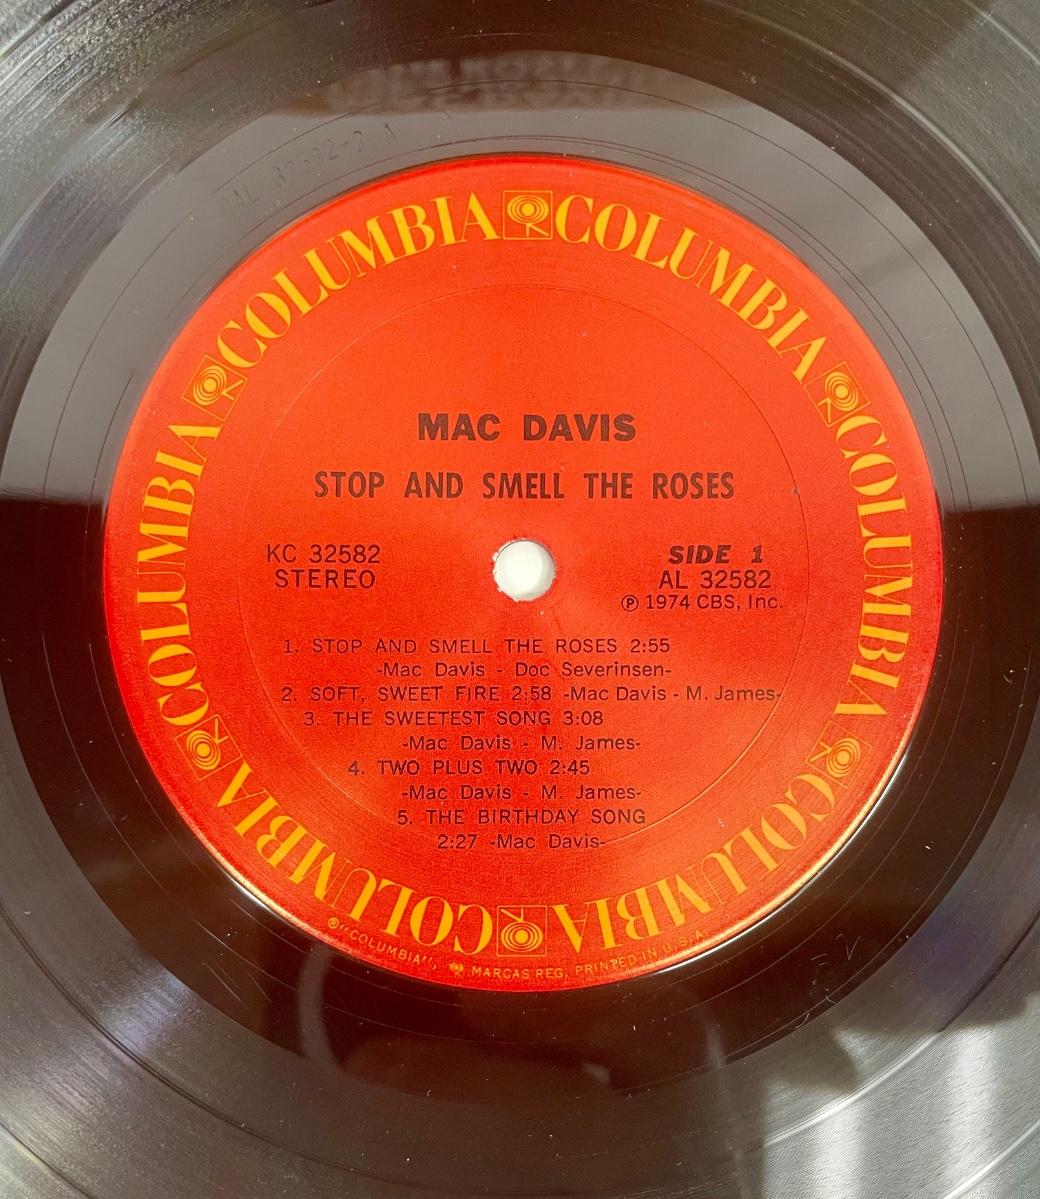 COLUMBIA COLUMBIA COLUMBIA COLUMBIA COLUMBIA COLUMBIA
MAC DAVIS
STOP AND SMELL THE ROSES
KC 32582
STEREO
SIDE 1
AL 32582
Ⓟ 1974 CBS, Inc.
1. STOP AND SMELL THE ROSES 2:55
-Mac Davis - Doc Severinsen-
2. SOFT, SWEET FIRE 2:58 -Mac Davis - M. James-
3. THE SWEETEST SONG 3:08
-Mac Davis - M. James-
4. TWO PLUS TWO 2:45
-Mac Davis - M. James-
5. THE BIRTHDAY SONG
2:27 -Mac Davis-
®"COLUMBIA", MARCAS REG. PRINTED IN U.S.A.